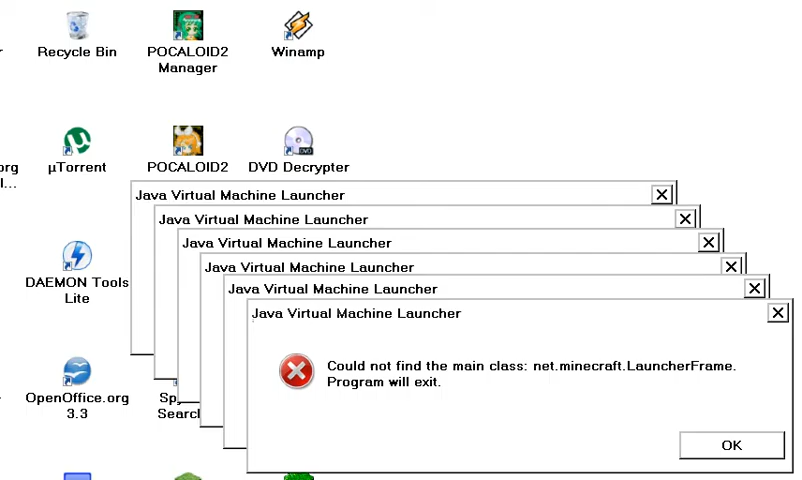 Recycle Bin
POCALOID2
Manager
Winamp
org
l...
µTorrent
POCALOID2
DVD Decrypter
Java Virtual Machine Launcher
Java Virtual Machine Launcher
Java Virtual Machine Launcher
Java Virtual Machine Launcher
Java Virtual Machine Launcher
Java Virtual Machine Launcher
DAEMON Tools
Lite
Could not find the main class: net.minecraft.LauncherFrame.
Program will exit.
OpenOffice.org
3.3
OK